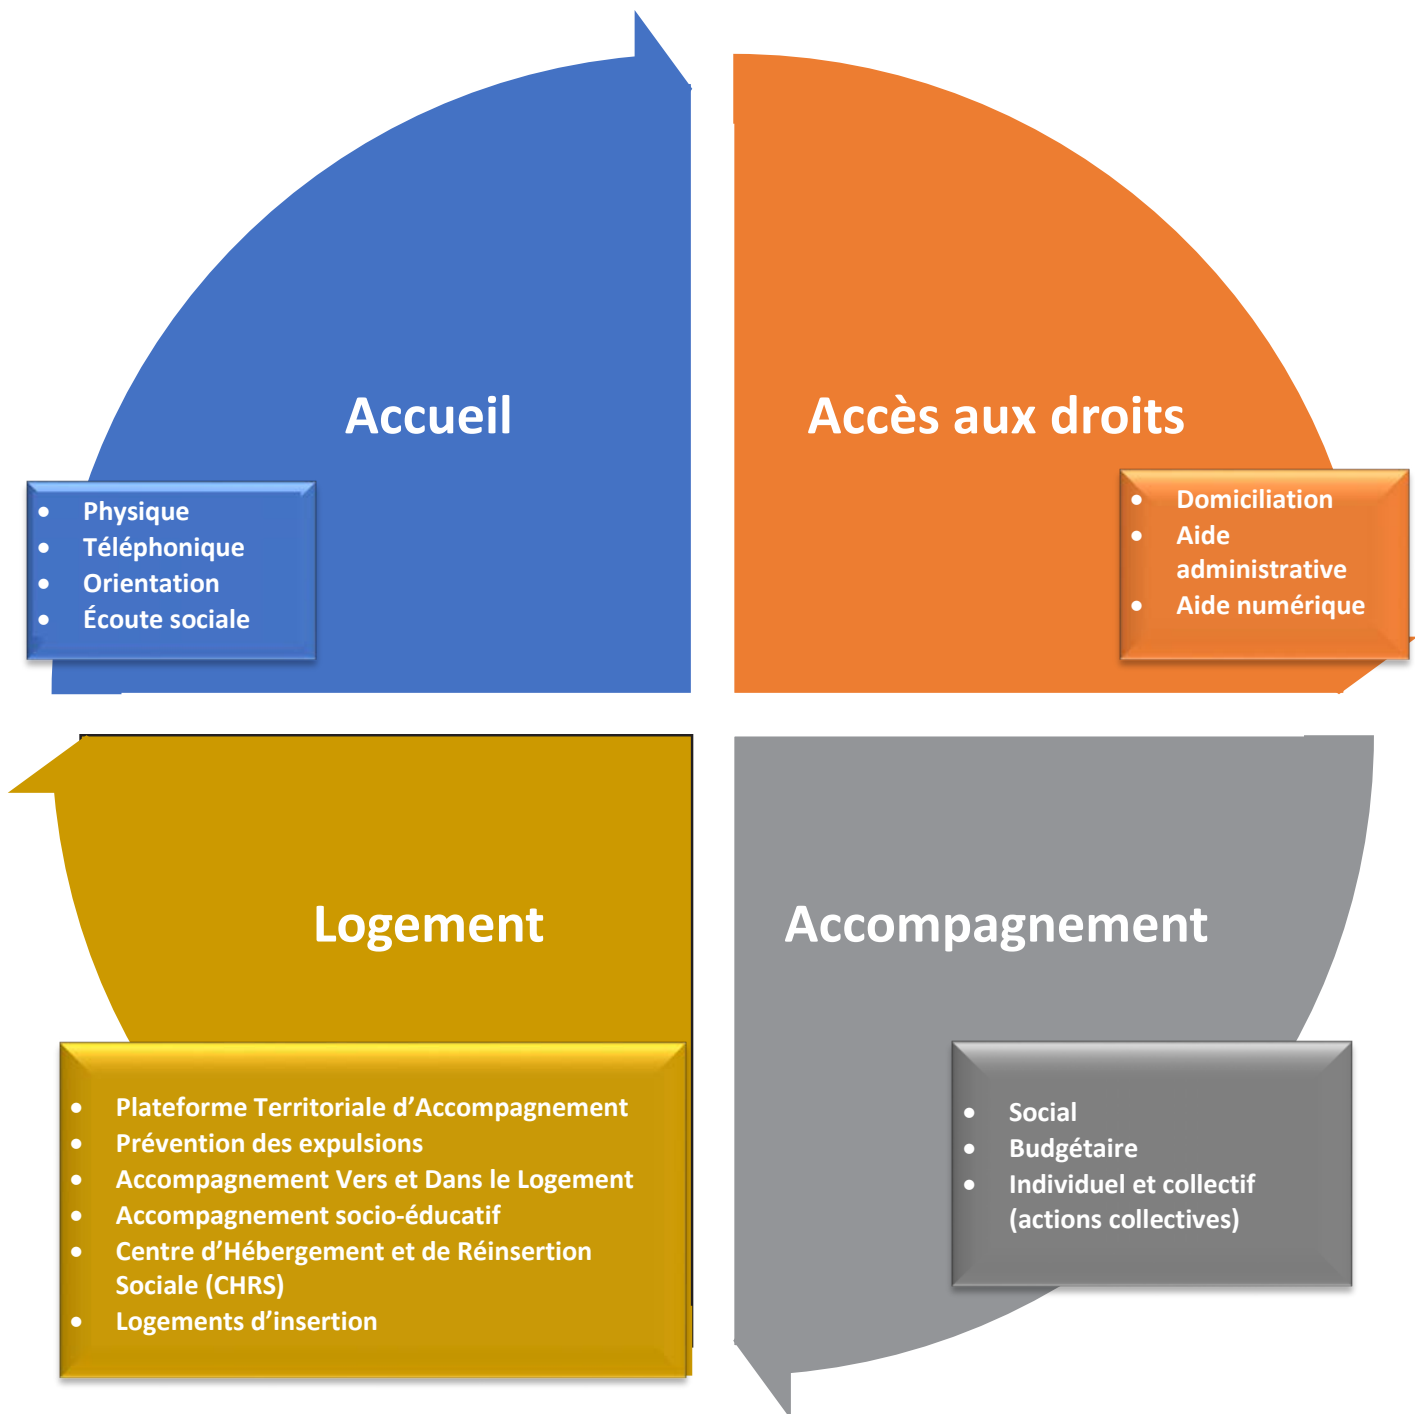 Accueil
• Physique
• Téléphonique
• Orientation
• Écoute sociale
Accès aux droits
• Domiciliation
• Aide
administrative
• Aide numérique
Logement
• Plateforme Territoriale d’Accompagnement
• Prévention des expulsions
• Accompagnement Vers et Dans le Logement
• Accompagnement socio-éducatif
• Centre d’Hébergement et de Réinsertion
Sociale (CHRS)
• Logements d’insertion
Accompagnement
• Social
• Budgétaire
• Individuel et collectif
(actions collectives)